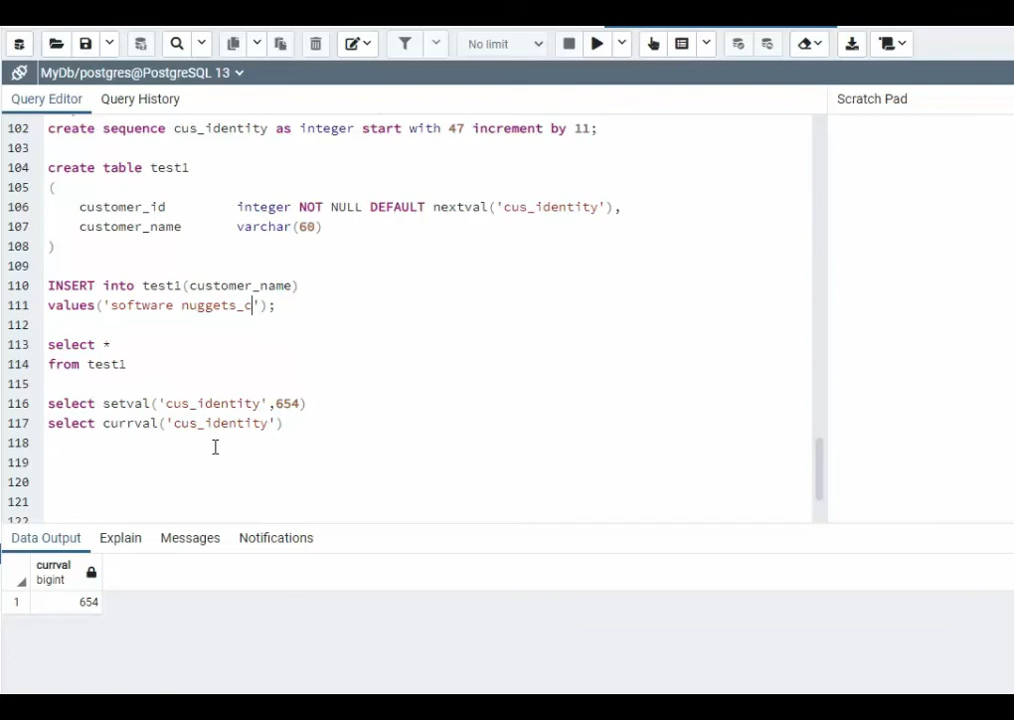 No limit
MyDb/postgres@PostgreSQL 13
Query Editor Query History Scratch Pad
102 create sequence cus_identity as integer start with 47 increment by 11;
103
104 create table test1
105 (
106 customer_id integer NOT NULL DEFAULT nextval('cus_identity'),
107 customer_name varchar(60)
108 )
109
110 INSERT into test1(customer_name)
111 values('software nuggets_c');
112
113 select *
114 from test1
115
116 select setval('cus_identity',654)
117 select currval('cus_identity')
118
119
120
121
122
Data Output Explain Messages Notifications
currval
bigint
1 654